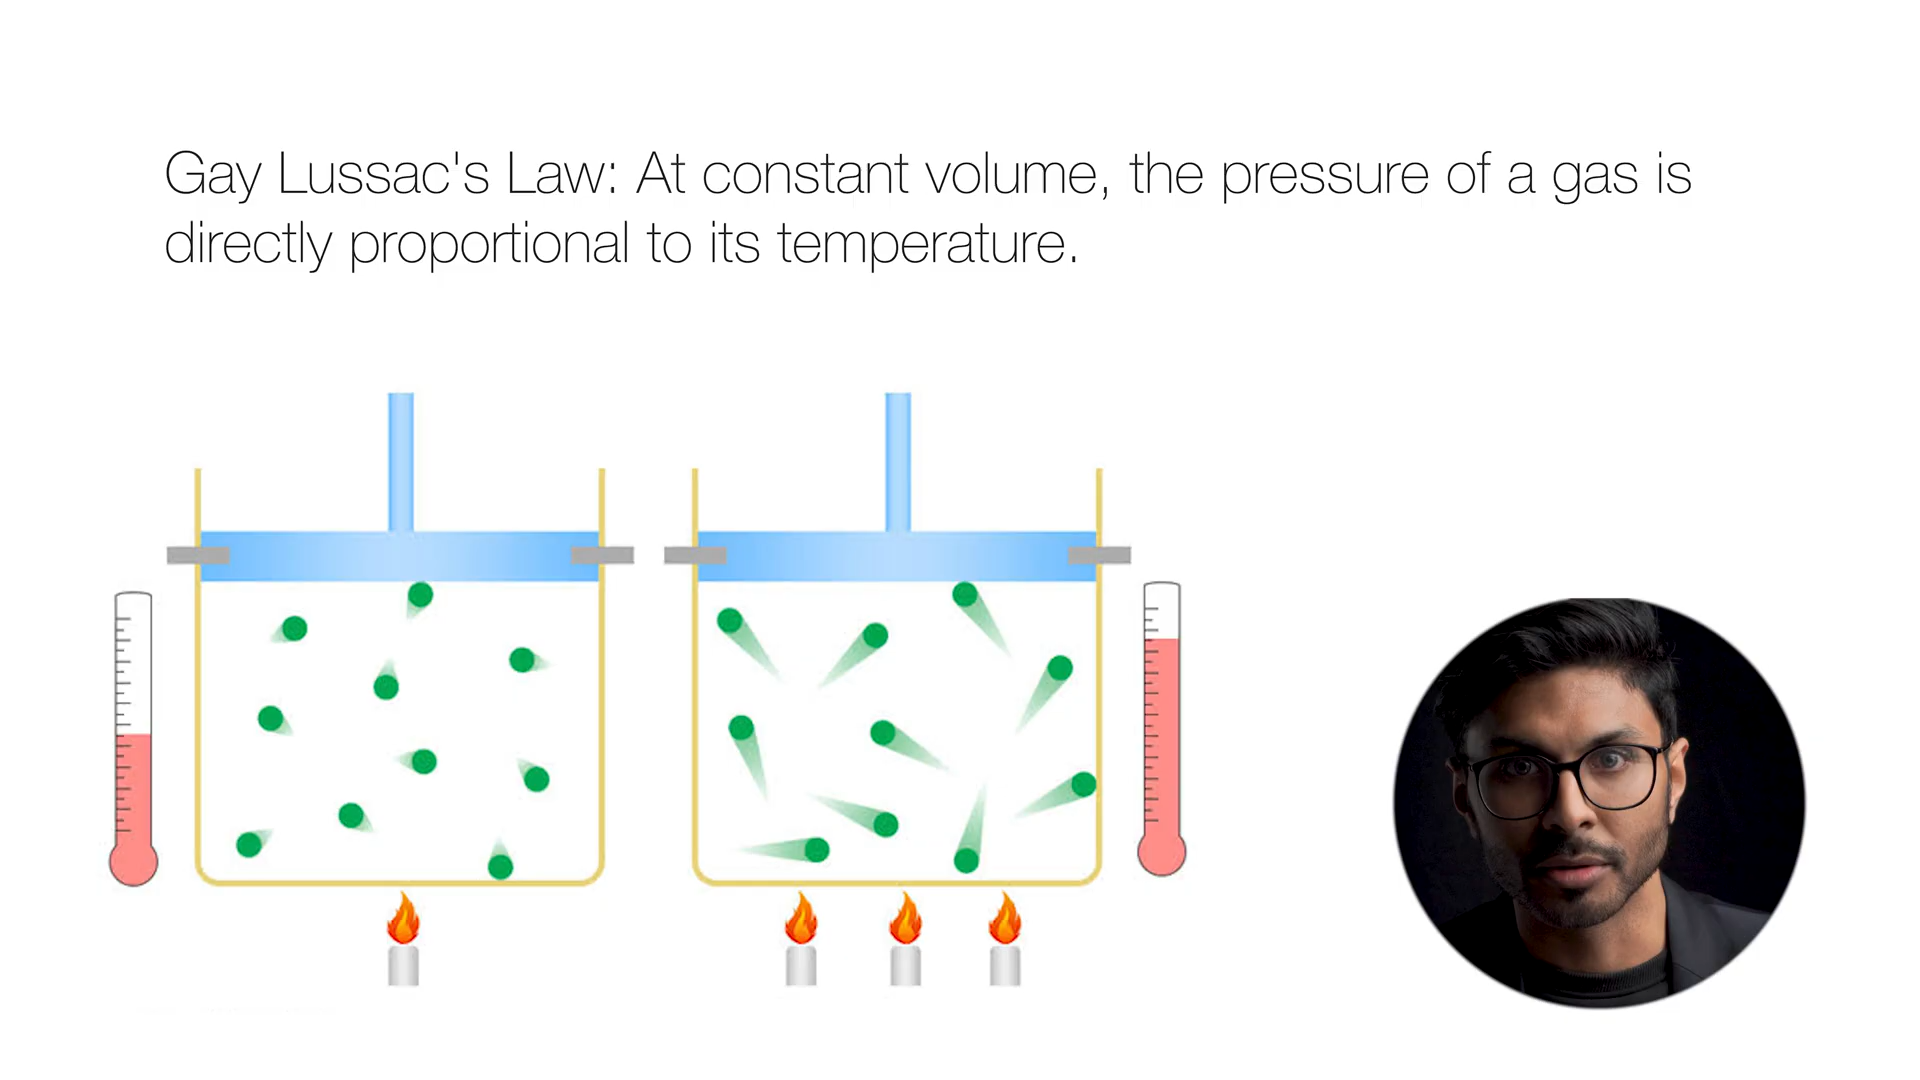 Gay Lussac's Law: At constant volume, the pressure of a gas is
directly proportional to its temperature.